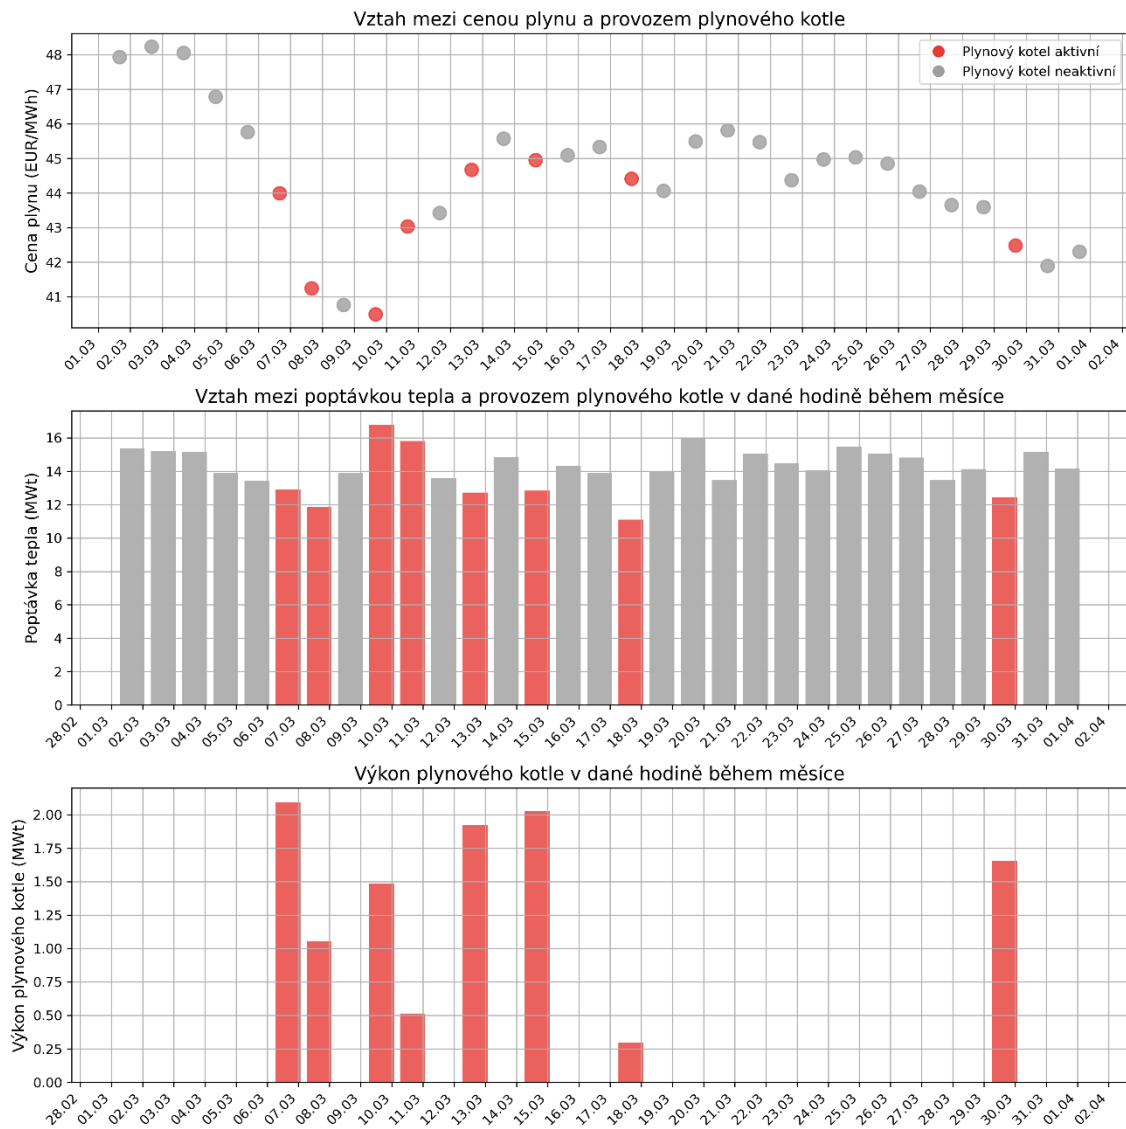 Vztah mezi cenou plynu a provozem plynového kotle
Cena plynu (EUR/MWh)
48
47
46
45
44
43
42
41
Plynový kotel aktivní
Plynový kotel neaktivní
01.03 02.03 03.03 04.03 05.03 06.03 07.03 08.03 09.03 10.03 11.03 12.03 13.03 14.03 15.03 16.03 17.03 18.03 19.03 20.03 21.03 22.03 23.03 24.03 25.03 26.03 27.03 28.03 29.03 30.03 31.03 01.04 02.04
Vztah mezi poptávkou tepla a provozem plynového kotle v dané hodině během měsíce
Poptávka tepla (MWt)
16
14
12
10
8
6
4
2
0
28.02 01.03 02.03 03.03 04.03 05.03 06.03 07.03 08.03 09.03 10.03 11.03 12.03 13.03 14.03 15.03 16.03 17.03 18.03 19.03 20.03 21.03 22.03 23.03 24.03 25.03 26.03 27.03 28.03 29.03 30.03 31.03 01.04 02.04
Výkon plynového kotle v dané hodině během měsíce
Výkon plynového kotle (MWt)
2.00
1.75
1.50
1.25
1.00
0.75
0.50
0.25
0.00
28.02 01.03 02.03 03.03 04.03 05.03 06.03 07.03 08.03 09.03 10.03 11.03 12.03 13.03 14.03 15.03 16.03 17.03 18.03 19.03 20.03 21.03 22.03 23.03 24.03 25.03 26.03 27.03 28.03 29.03 30.03 31.03 01.04 02.04